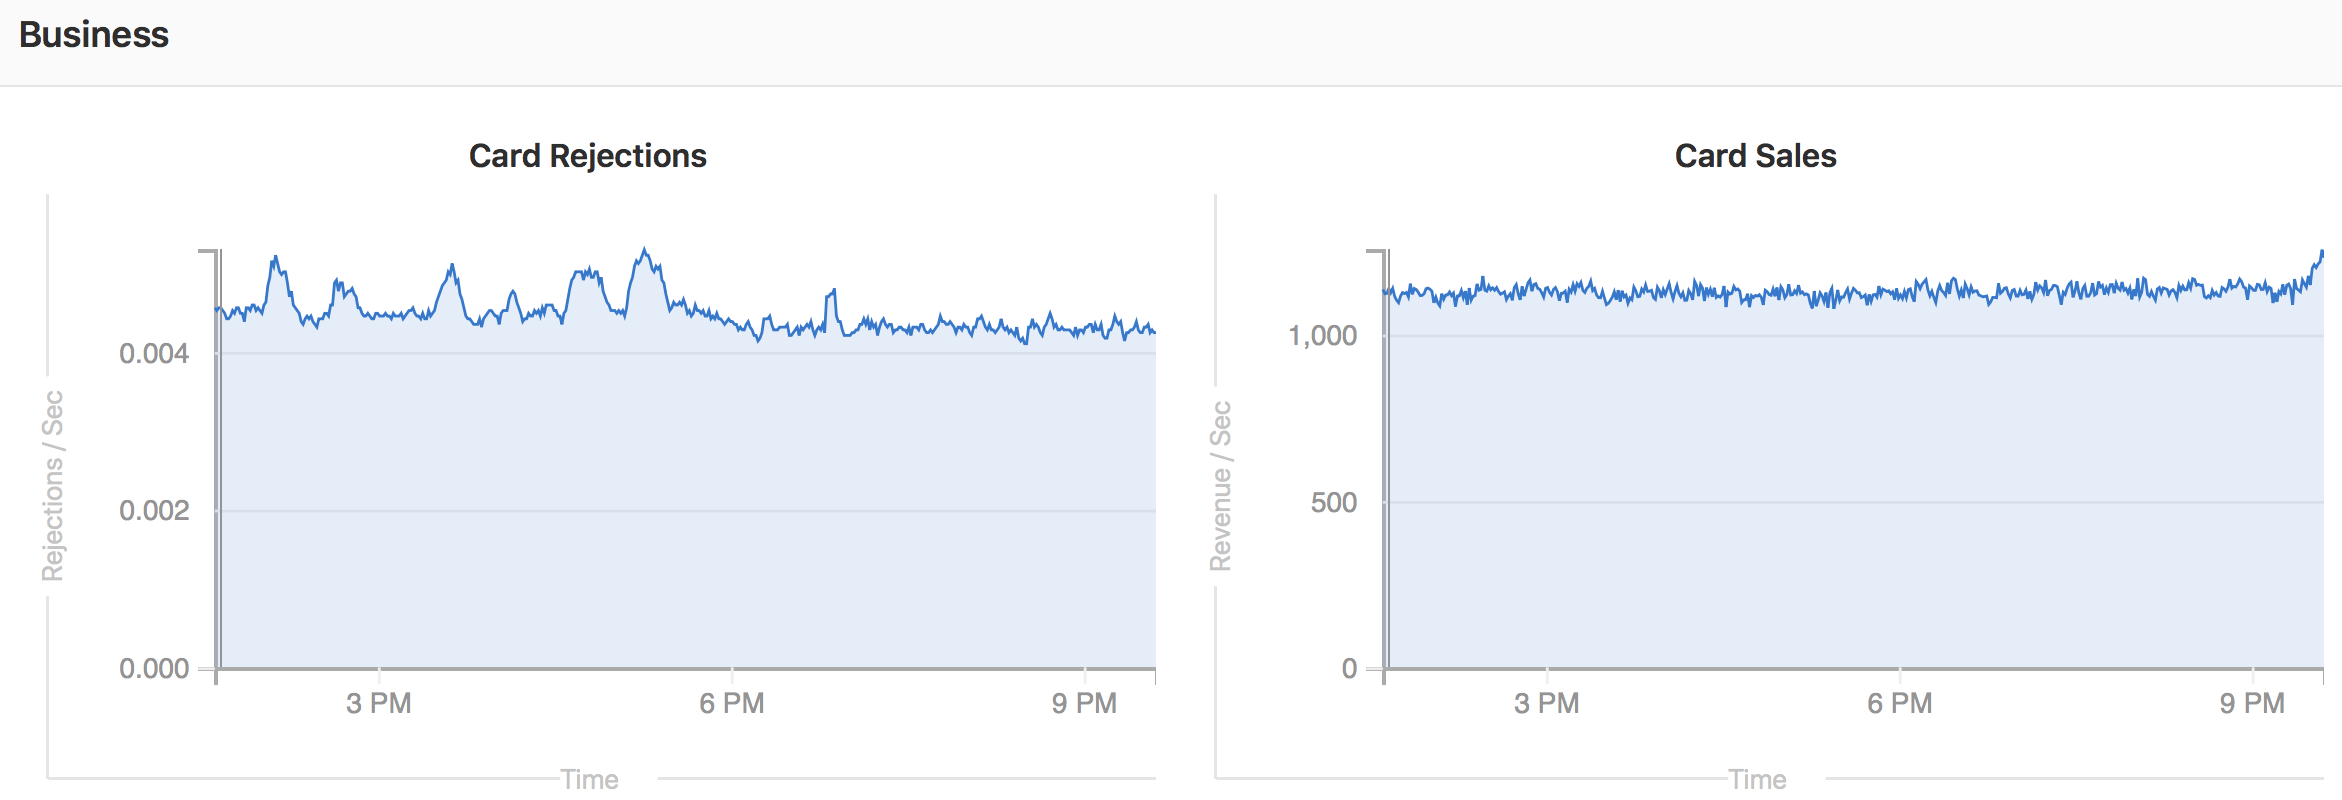 Business
Card Rejections
Rejections / Sec
0.004
0.002
0.000
3 PM 6 PM 9 PM
Time
Card Sales
Revenue / Sec
1,000
500
0
3 PM 6 PM 9 PM
Time